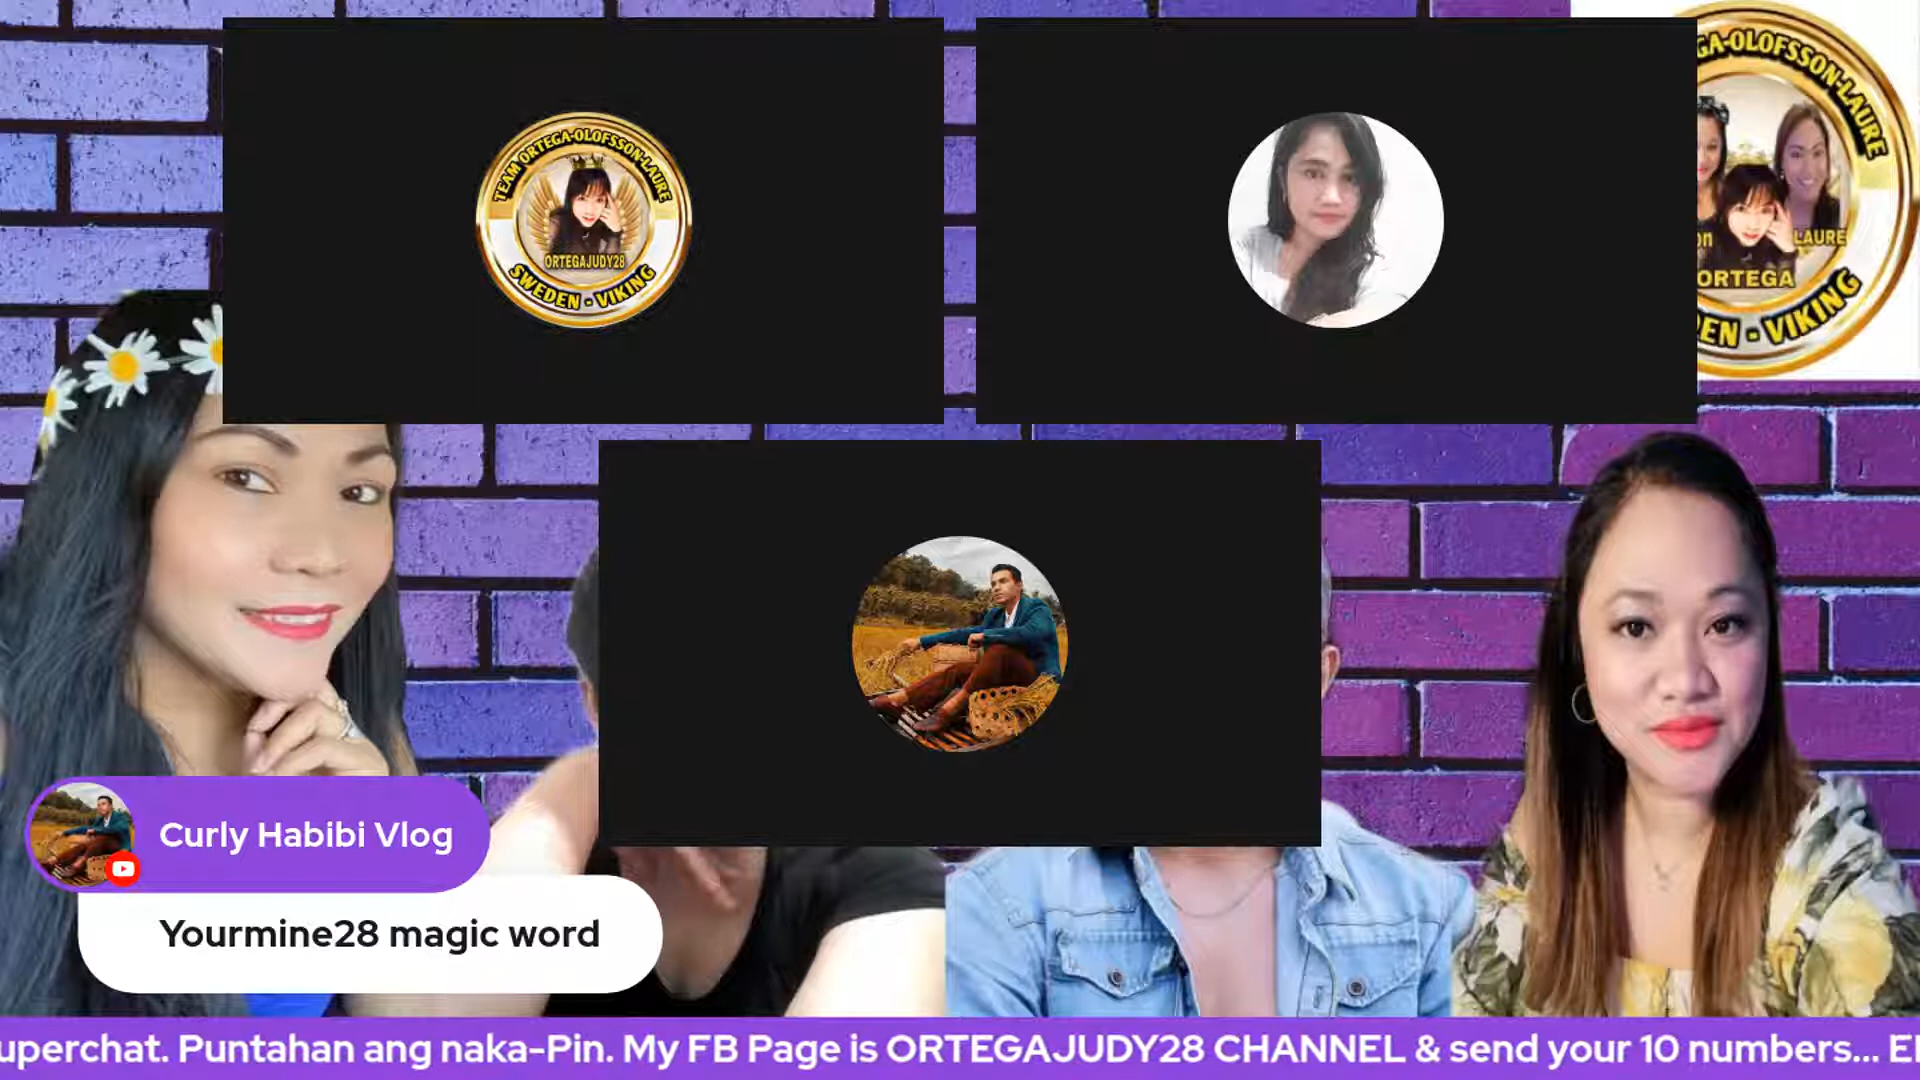 TEAM ORTEGA-OLOFSSON-LAURE
ORTEGAJUDY28
SWEDEN - VIKING
GA-OLOFSSON-LAURE
on
LAURE
ORTEGA
EN - VIKING
Curly Habibi Vlog
Yourmine28 magic word
uperchat. Puntahan ang naka-Pin. My FB Page is ORTEGAJUDY28 CHANNEL & send your 10 numbers... E